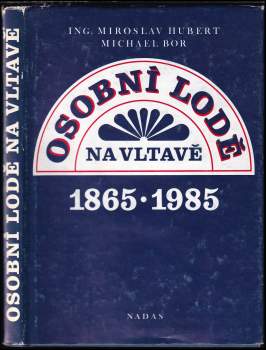 ING. MIROSLAV HUBERT
MICHAEL BOR
OSOBNÍ LODĚ
NA VLTAVĚ
1865 • 1985
NADAS
OSOBNÍ LODĚ NA VLTAVĚ